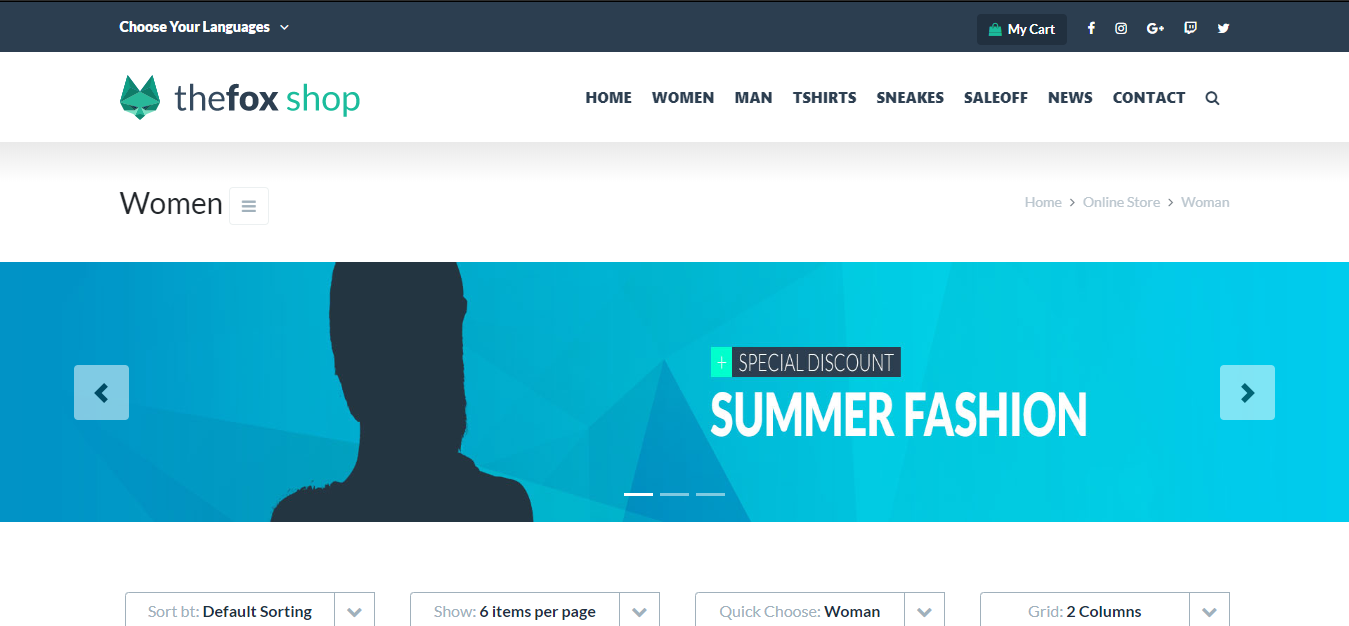 Choose Your Languages
My Cart
thefox shop
HOME WOMEN MAN TSHIRTS SNEAKES SALEOFF NEWS CONTACT
Women
Home > Online Store > Woman
+ SPECIAL DISCOUNT
SUMMER FASHION
Sort bt: Default Sorting
Show: 6 items per page
Quick Choose: Woman
Grid: 2 Columns